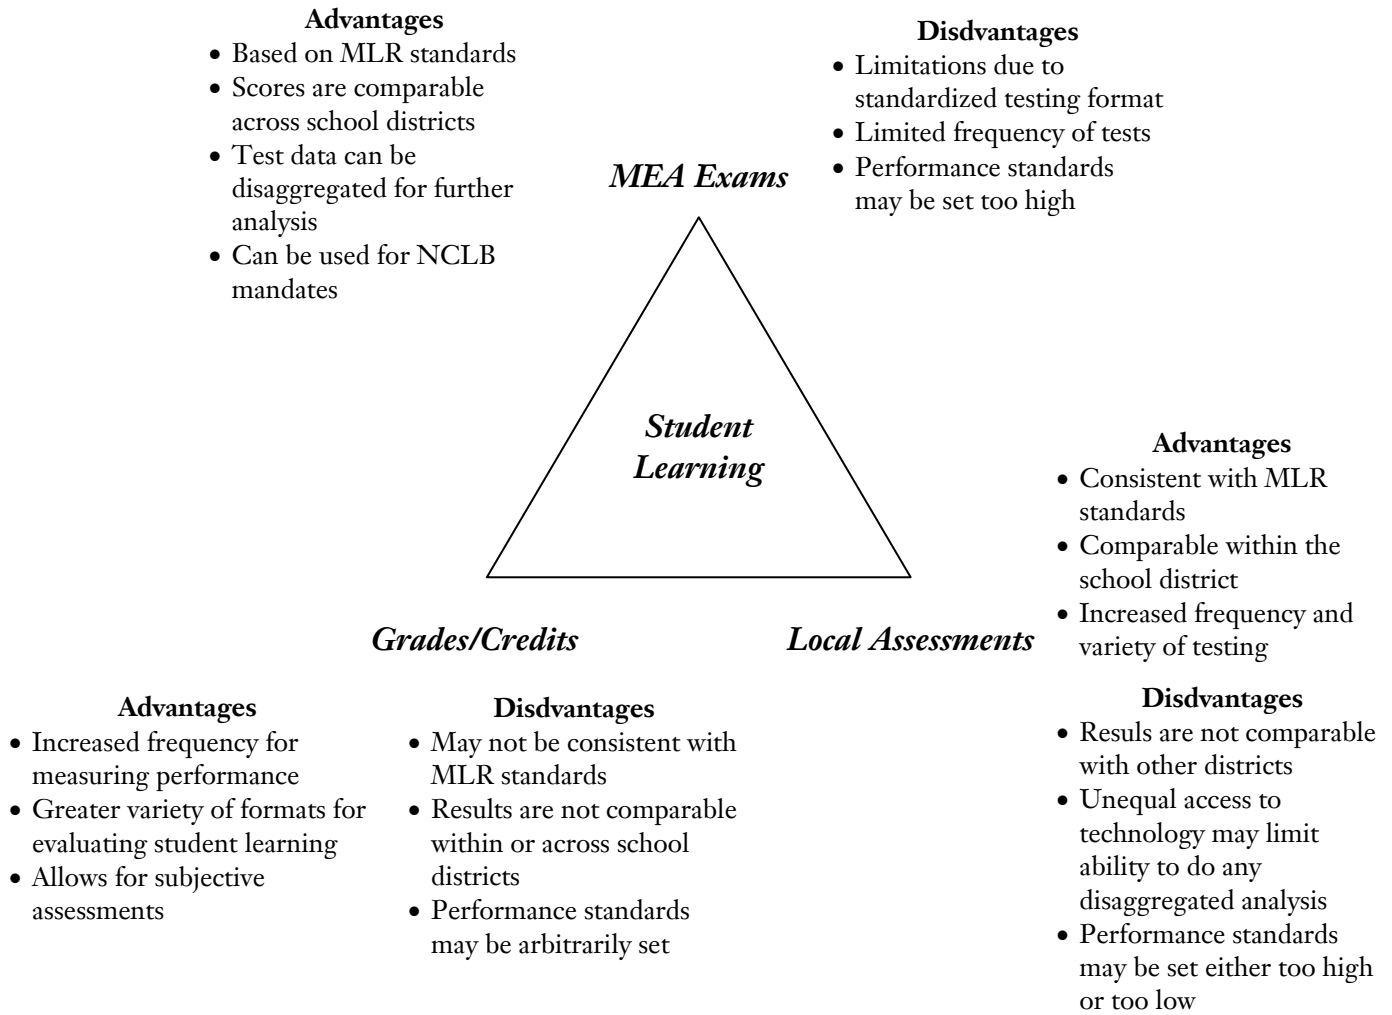 Advantages
• Based on MLR standards
• Scores are comparable
across school districts
• Test data can be
disaggregated for further
analysis
• Can be used for NCLB
mandates
Disdvantages
• Limitations due to
standardized testing format
• Limited frequency of tests
• Performance standards
may be set too high
MEA Exams
Student
Learning
Grades/Credits
Local Assessments
Advantages
• Consistent with MLR
standards
• Comparable within the
school district
• Increased frequency and
variety of testing
Advantages
• Increased frequency for
measuring performance
• Greater variety of formats for
evaluating student learning
• Allows for subjective
assessments
Disdvantages
• May not be consistent with
MLR standards
• Results are not comparable
within or across school
districts
• Performance standards
may be arbitrarily set
Disdvantages
• Resuls are not comparable
with other districts
• Unequal access to
technology may limit
ability to do any
disaggregated analysis
• Performance standards
may be set either too high
or too low